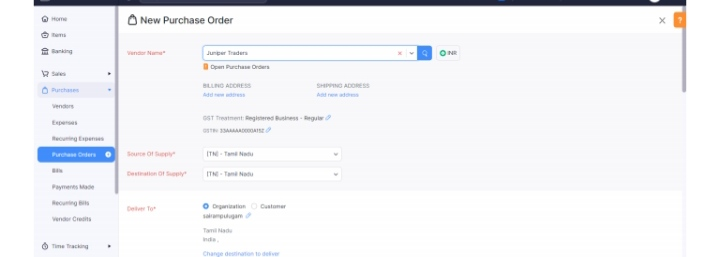 Home
New Purchase Order
?
Items
Banking
Vendor Name*
Juniper Traders
INR
Open Purchase Orders
Sales
Purchases
BILLING ADDRESS
SHIPPING ADDRESS
Add new address
Add new address
Vendors
Expenses
GST Treatment: Registered Business - Regular
Recurring Expenses
Purchase Orders
Source Of Supply*
[TN] - Tamil Nadu
Bills
Destination Of Supply*
[TN] - Tamil Nadu
Payments Made
Recurring Bills
Deliver To*
Organization
Customer
Vendor Credits
sairampulugam
Tamil Nadu
India ,
Time Tracking
Change destination to deliver